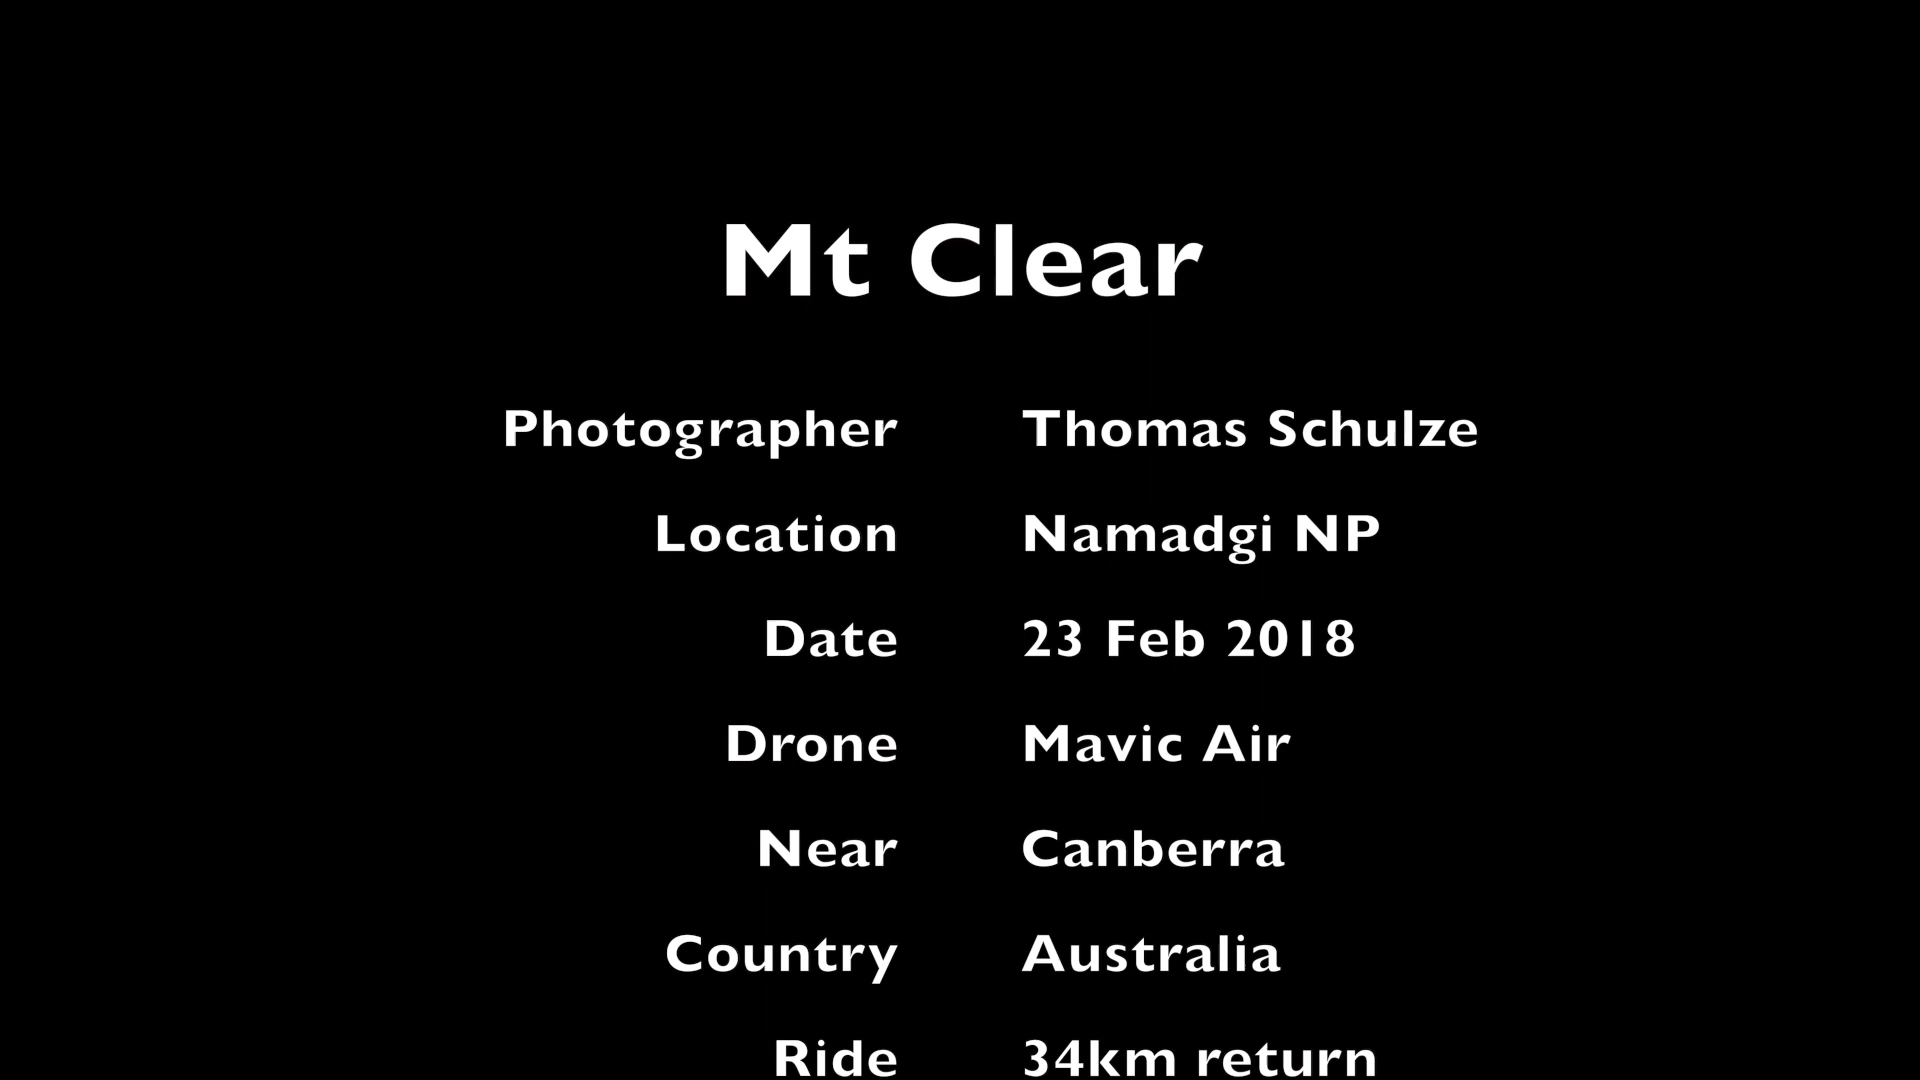 Mt Clear
Photographer Thomas Schulze
Location Namadgi NP
Date 23 Feb 2018
Drone Mavic Air
Near Canberra
Country Australia
Ride 34km return